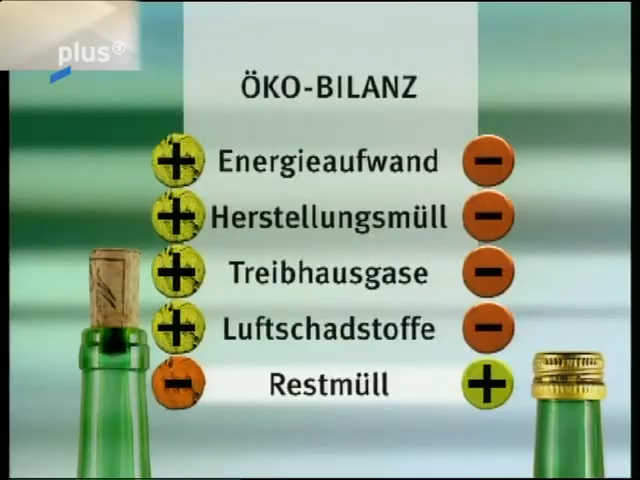 plus
ÖKO-BILANZ
+ Energieaufwand −
+ Herstellungsmüll −
+ Treibhausgase −
+ Luftschadstoffe −
− Restmüll +